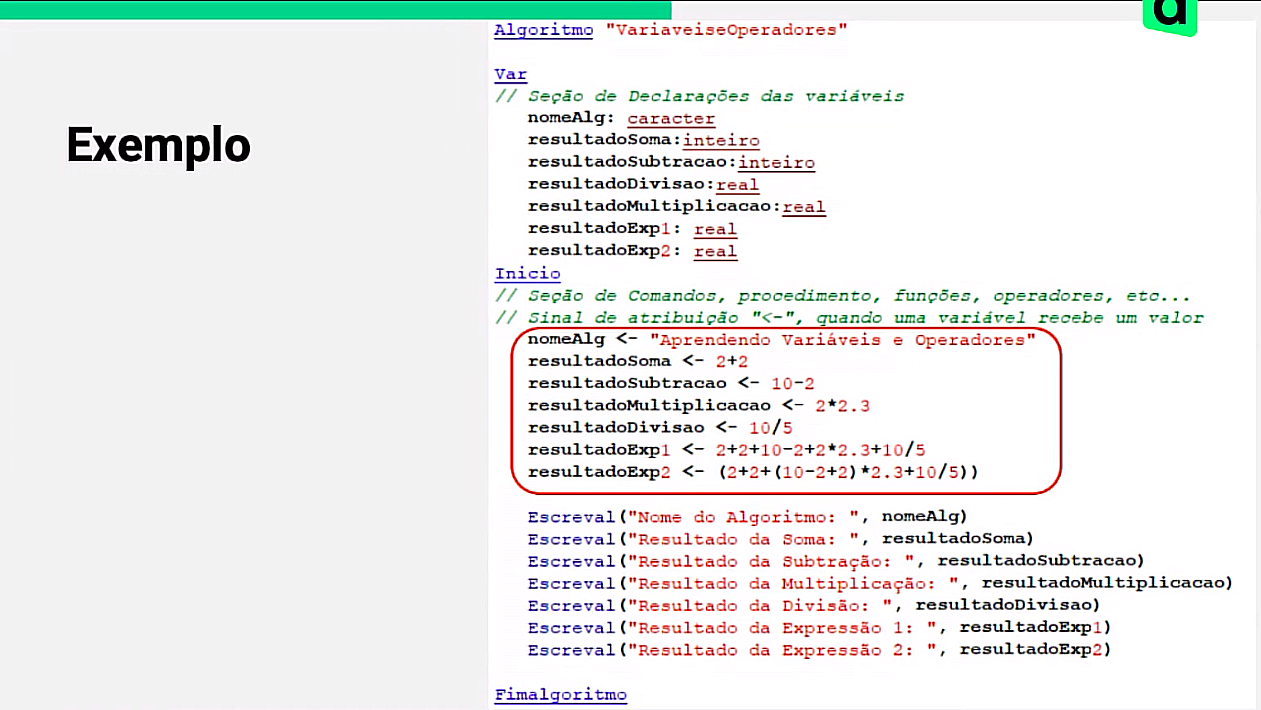 Exemplo
Algoritmo "VariaveiseOperadores"
Var
// Seção de Declarações das variáveis
nomeAlg: caracter
resultadoSoma:inteiro
resultadoSubtracao:inteiro
resultadoDivisao:real
resultadoMultiplicacao:real
resultadoExp1: real
resultadoExp2: real
Inicio
// Seção de Comandos, procedimento, funções, operadores, etc...
// Sinal de atribuição "<-", quando uma variável recebe um valor
nomeAlg <- "Aprendendo Variáveis e Operadores"
resultadoSoma <- 2+2
resultadoSubtracao <- 10-2
resultadoMultiplicacao <- 2*2.3
resultadoDivisao <- 10/5
resultadoExp1 <- 2+2+10-2+2*2.3+10/5
resultadoExp2 <- (2+2+(10-2+2)*2.3+10/5))
Escreval("Nome do Algoritmo: ", nomeAlg)
Escreval("Resultado da Soma: ", resultadoSoma)
Escreval("Resultado da Subtração: ", resultadoSubtracao)
Escreval("Resultado da Multiplicação: ", resultadoMultiplicacao)
Escreval("Resultado da Divisão: ", resultadoDivisao)
Escreval("Resultado da Expressão 1: ", resultadoExp1)
Escreval("Resultado da Expressão 2: ", resultadoExp2)
Fimalgoritmo